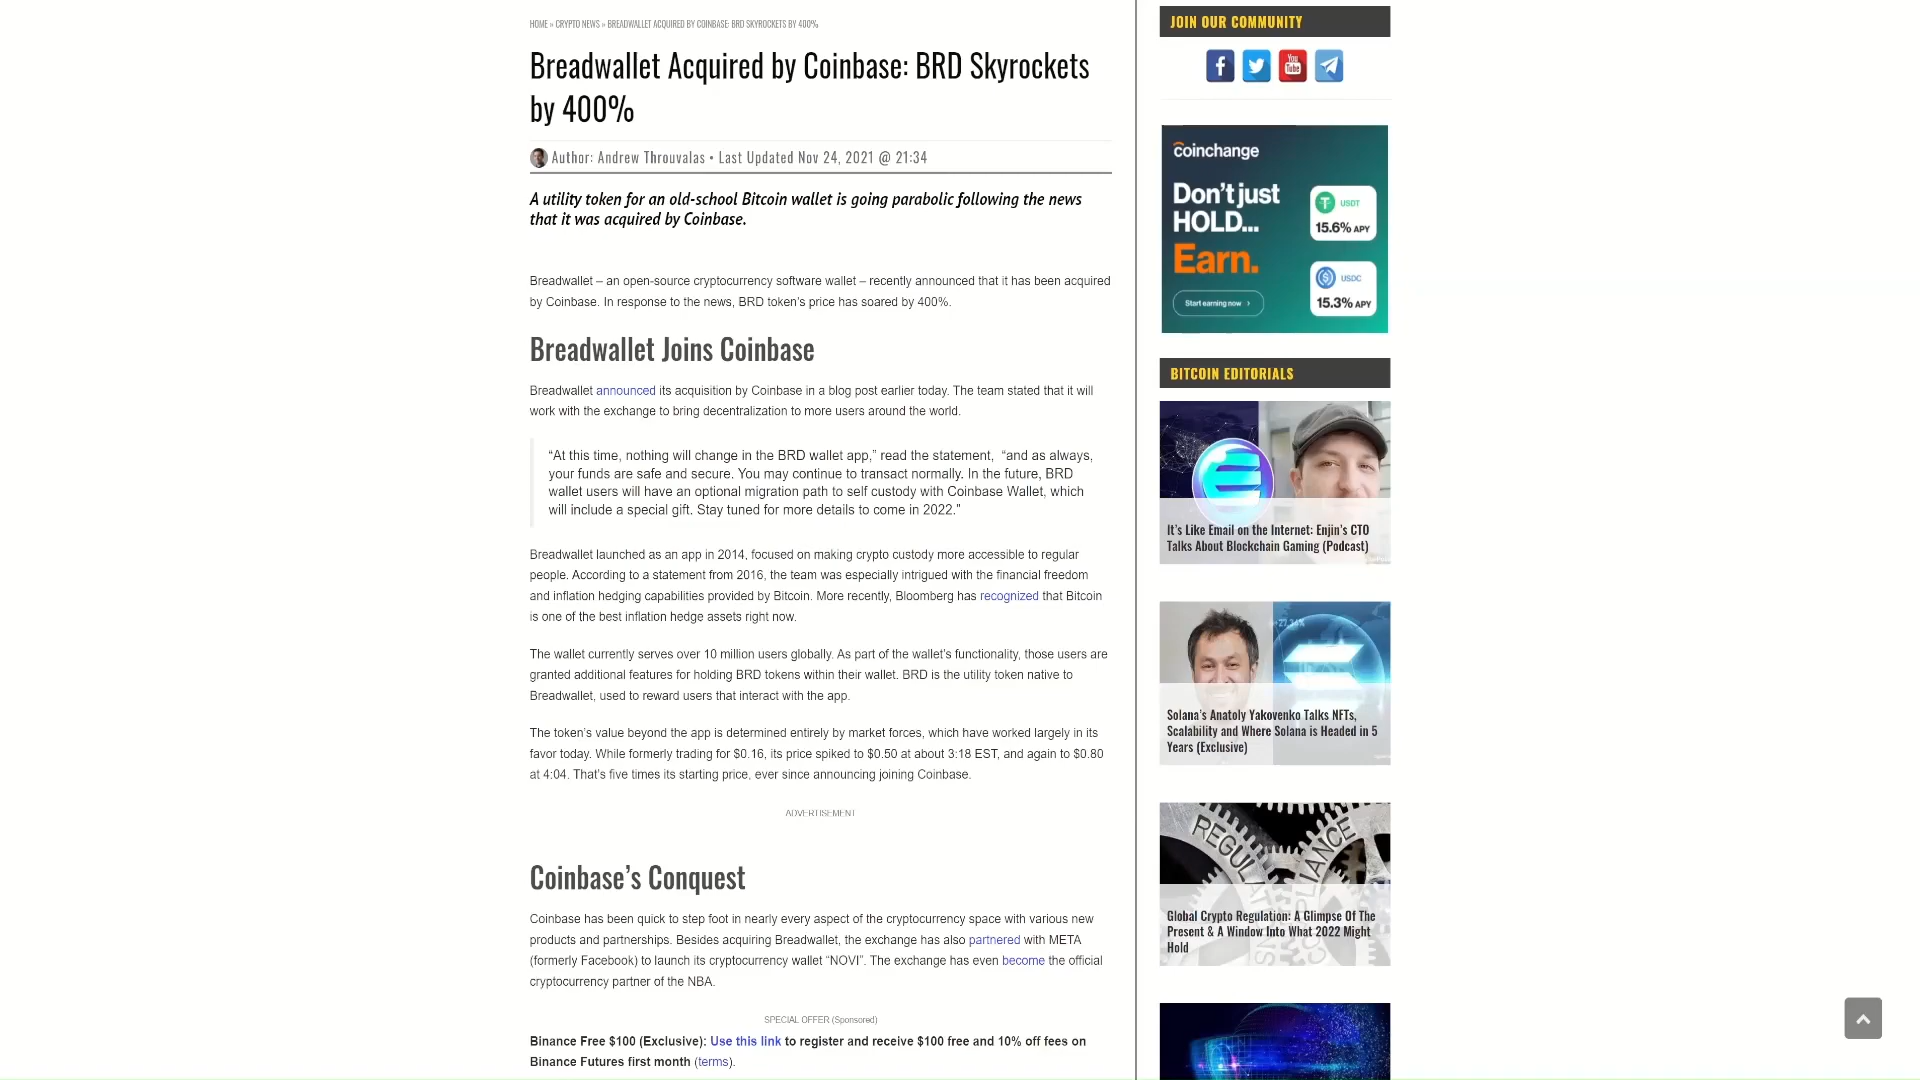 HOME » CRYPTO NEWS » BREADWALLET ACQUIRED BY COINBASE: BRD SKYROCKETS BY 400%
Breadwallet Acquired by Coinbase: BRD Skyrockets
by 400%
Author: Andrew Throuvalas • Last Updated Nov 24, 2021 @ 21:34
A utility token for an old-school Bitcoin wallet is going parabolic following the news
that it was acquired by Coinbase.
Breadwallet – an open-source cryptocurrency software wallet – recently announced that it has been acquired
by Coinbase. In response to the news, BRD token’s price has soared by 400%.
Breadwallet Joins Coinbase
Breadwallet announced its acquisition by Coinbase in a blog post earlier today. The team stated that it will
work with the exchange to bring decentralization to more users around the world.
“At this time, nothing will change in the BRD wallet app,” read the statement, “and as always,
your funds are safe and secure. You may continue to transact normally. In the future, BRD
wallet users will have an optional migration path to self custody with Coinbase Wallet, which
will include a special gift. Stay tuned for more details to come in 2022.”
Breadwallet launched as an app in 2014, focused on making crypto custody more accessible to regular
people. According to a statement from 2016, the team was especially intrigued with the financial freedom
and inflation hedging capabilities provided by Bitcoin. More recently, Bloomberg has recognized that Bitcoin
is one of the best inflation hedge assets right now.
The wallet currently serves over 10 million users globally. As part of the wallet’s functionality, those users are
granted additional features for holding BRD tokens within their wallet. BRD is the utility token native to
Breadwallet, used to reward users that interact with the app.
The token’s value beyond the app is determined entirely by market forces, which have worked largely in its
favor today. While formerly trading for $0.16, its price spiked to $0.50 at about 3:18 EST, and again to $0.80
at 4:04. That’s five times its starting price, ever since announcing joining Coinbase.
ADVERTISEMENT
Coinbase’s Conquest
Coinbase has been quick to step foot in nearly every aspect of the cryptocurrency space with various new
products and partnerships. Besides acquiring Breadwallet, the exchange has also partnered with META
(formerly Facebook) to launch its cryptocurrency wallet “NOVI”. The exchange has even become the official
cryptocurrency partner of the NBA.
SPECIAL OFFER (Sponsored)
Binance Free $100 (Exclusive): Use this link to register and receive $100 free and 10% off fees on
Binance Futures first month (terms).
JOIN OUR COMMUNITY
You Tube
coinchange
Don’t just
HOLD...
Earn.
Start earning now ›
USDT
15.6% APY
USDC
15.3% APY
BITCOIN EDITORIALS
It’s Like Email on the Internet: Enjin’s CTO
Talks About Blockchain Gaming (Podcast)
+27.34%
Solana’s Anatoly Yakovenko Talks NFTs,
Scalability and Where Solana is Headed in 5
Years (Exclusive)
Global Crypto Regulation: A Glimpse Of The
Present & A Window Into What 2022 Might
Hold